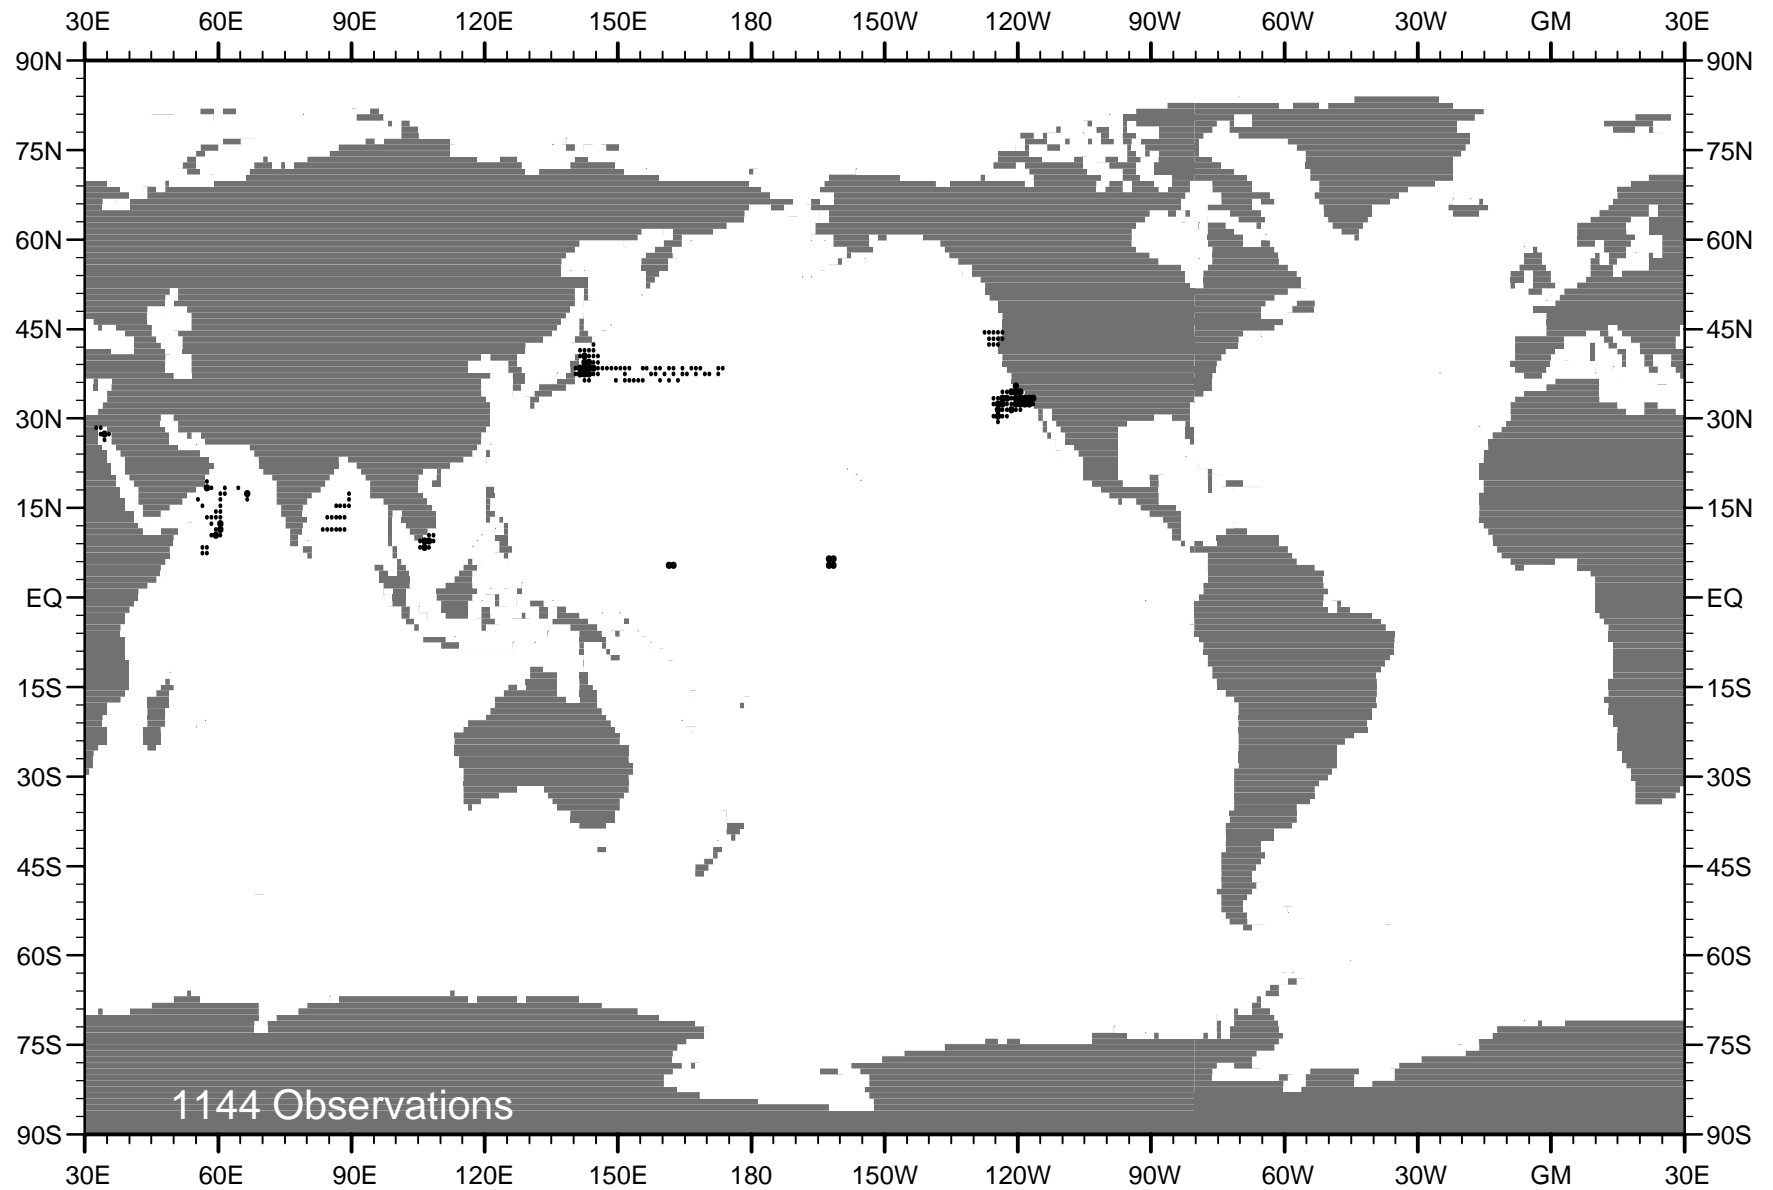 30E 60E 90E 120E 150E 180 150W 120W 90W 60W 30W GM 30E
90N 90N
75N 75N
60N 60N
45N 45N
30N 30N
15N 15N
EQ EQ
15S 15S
30S 30S
45S 45S
60S 60S
75S 75S
1144 Observations
90S 90S
30E 60E 90E 120E 150E 180 150W 120W 90W 60W 30W GM 30E